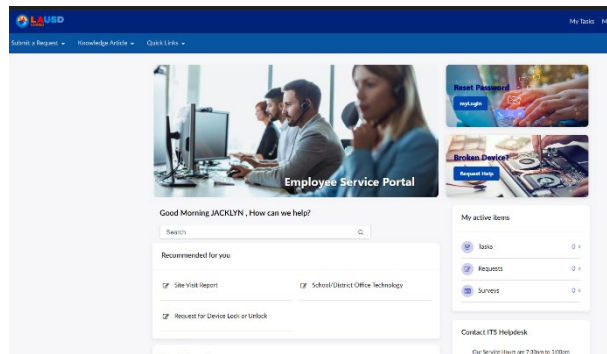 LAUSD
My Tasks
Submit a Request
Knowledge Article
Quick Links
Employee Service Portal
Reset Password
myLogin
Broken Device?
Request Help
Good Morning JACKLYN , How can we help?
Search
Recommended for you
Site Visit Report
School/District Office Technology
Request for Device Lock or Unlock
My active items
Tasks 0
Requests 0
Surveys 0
Contact ITS Helpdesk
Our Service Hours are 7:30am to 5:00pm